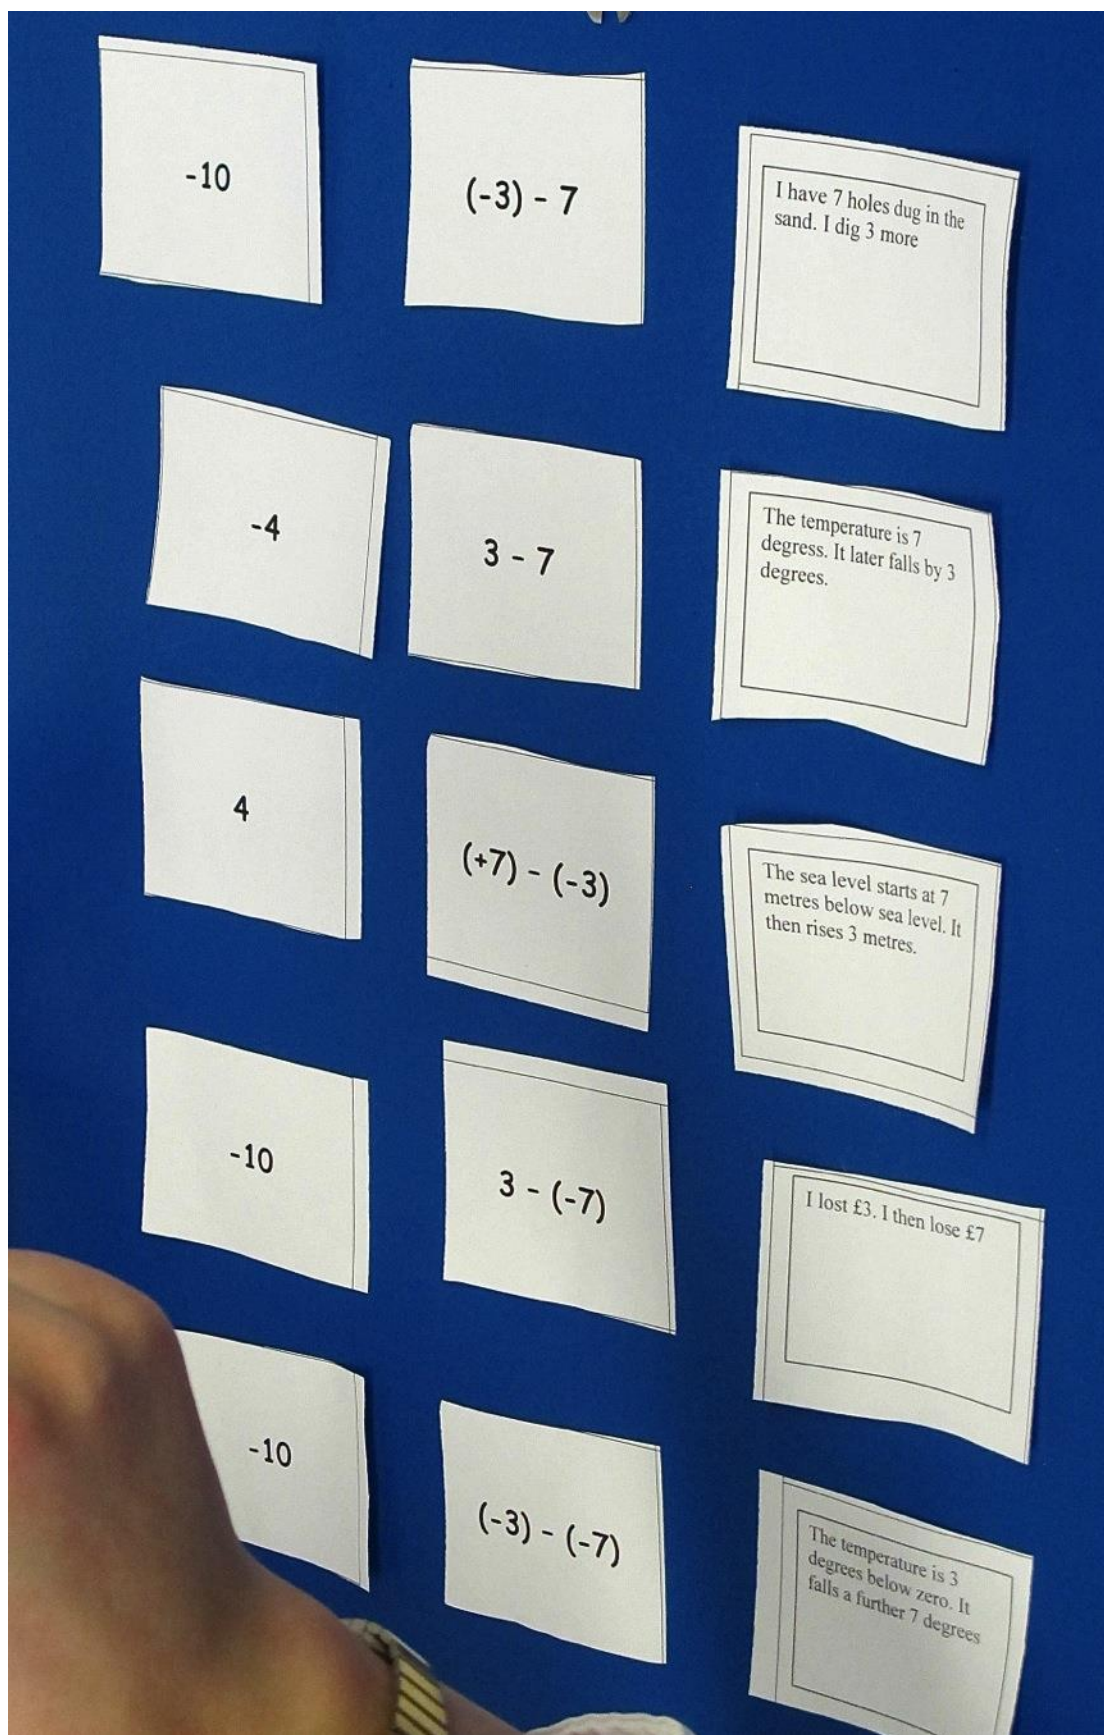 -10
(-3) - 7
I have 7 holes dug in the
sand. I dig 3 more
-4
3 - 7
The temperature is 7
degress. It later falls by 3
degrees.
4
(+7) - (-3)
The sea level starts at 7
metres below sea level. It
then rises 3 metres.
-10
3 - (-7)
I lost £3. I then lose £7
-10
(-3) - (-7)
The temperature is 3
degrees below zero. It
falls a further 7 degrees